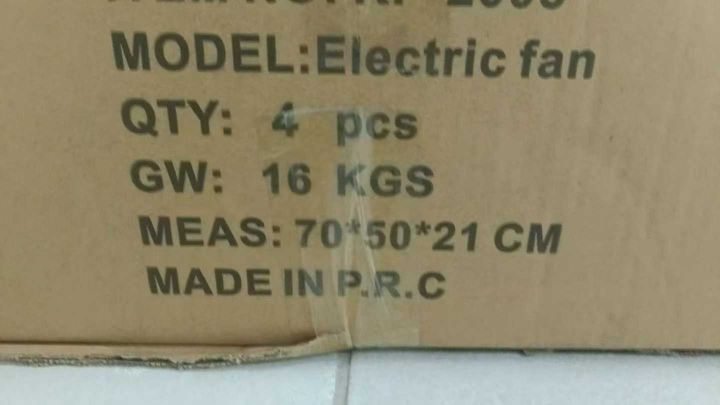 MODEL:Electric fan
QTY: 4 pcs
GW: 16 KGS
MEAS: 70*50*21 CM
MADE IN P.R.C